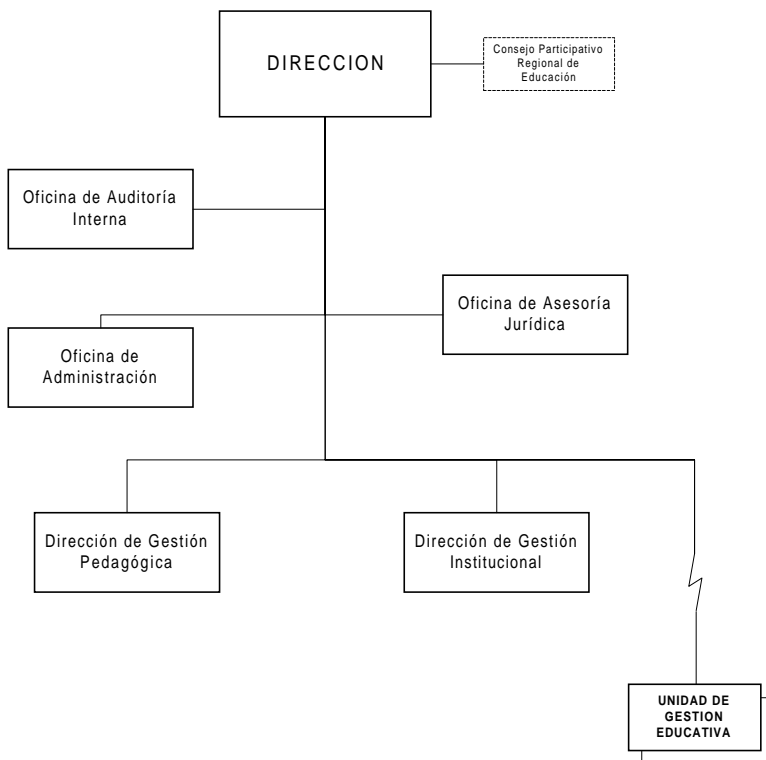 DIRECCION
Consejo Participativo
Regional de
Educación
Oficina de Auditoría
Interna
Oficina de Asesoría
Jurídica
Oficina de
Administración
Dirección de Gestión
Pedagógica
Dirección de Gestión
Institucional
UNIDAD DE
GESTION
EDUCATIVA